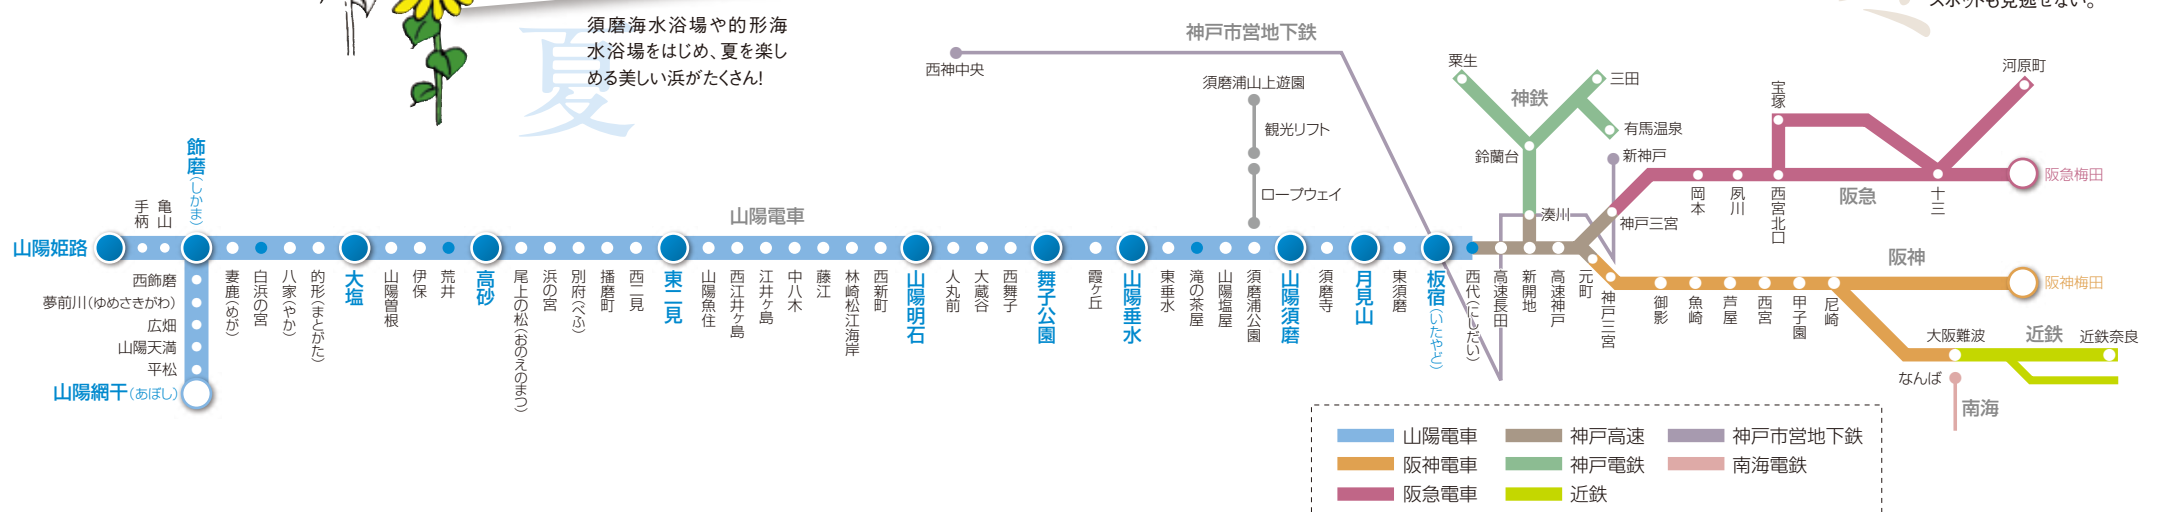 スポットも見逃せない。
夏
須磨海水浴場や的形海
水浴場をはじめ、夏を楽し
める美しい浜がたくさん!
神戸市営地下鉄
西神中央
須磨浦山上遊園
観光リフト
ロープウェイ
粟生
神鉄
三田
有馬温泉
鈴蘭台
新神戸
湊川
神戸三宮
宝塚
河原町
岡本
夙川
西宮北口
阪急
十三
阪急梅田
山陽電車
山陽姫路
手柄
亀山
飾磨(しかま)
西飾磨
夢前川(ゆめさきがわ)
広畑
山陽天満
平松
山陽網干(あぼし)
妻鹿(めが)
白浜の宮
八家(やか)
的形(まとがた)
大塩
山陽曽根
伊保
荒井
高砂
尾上の松(おのえのまつ)
浜の宮
別府(べふ)
播磨町
西二見
東二見
山陽魚住
西江井ヶ島
江井ヶ島
中八木
藤江
林崎松江海岸
西新町
山陽明石
人丸前
大蔵谷
西舞子
舞子公園
霞ヶ丘
山陽垂水
東垂水
滝の茶屋
山陽塩屋
須磨浦公園
山陽須磨
須磨寺
月見山
東須磨
板宿(いたやど)
西代(にしだい)
高速長田
新開地
高速神戸
元町
神戸三宮
阪神
御影
魚崎
芦屋
西宮
甲子園
尼崎
阪神梅田
大阪難波
近鉄
近鉄奈良
なんば
南海
山陽電車
神戸高速
神戸市営地下鉄
阪神電車
神戸電鉄
南海電鉄
阪急電車
近鉄